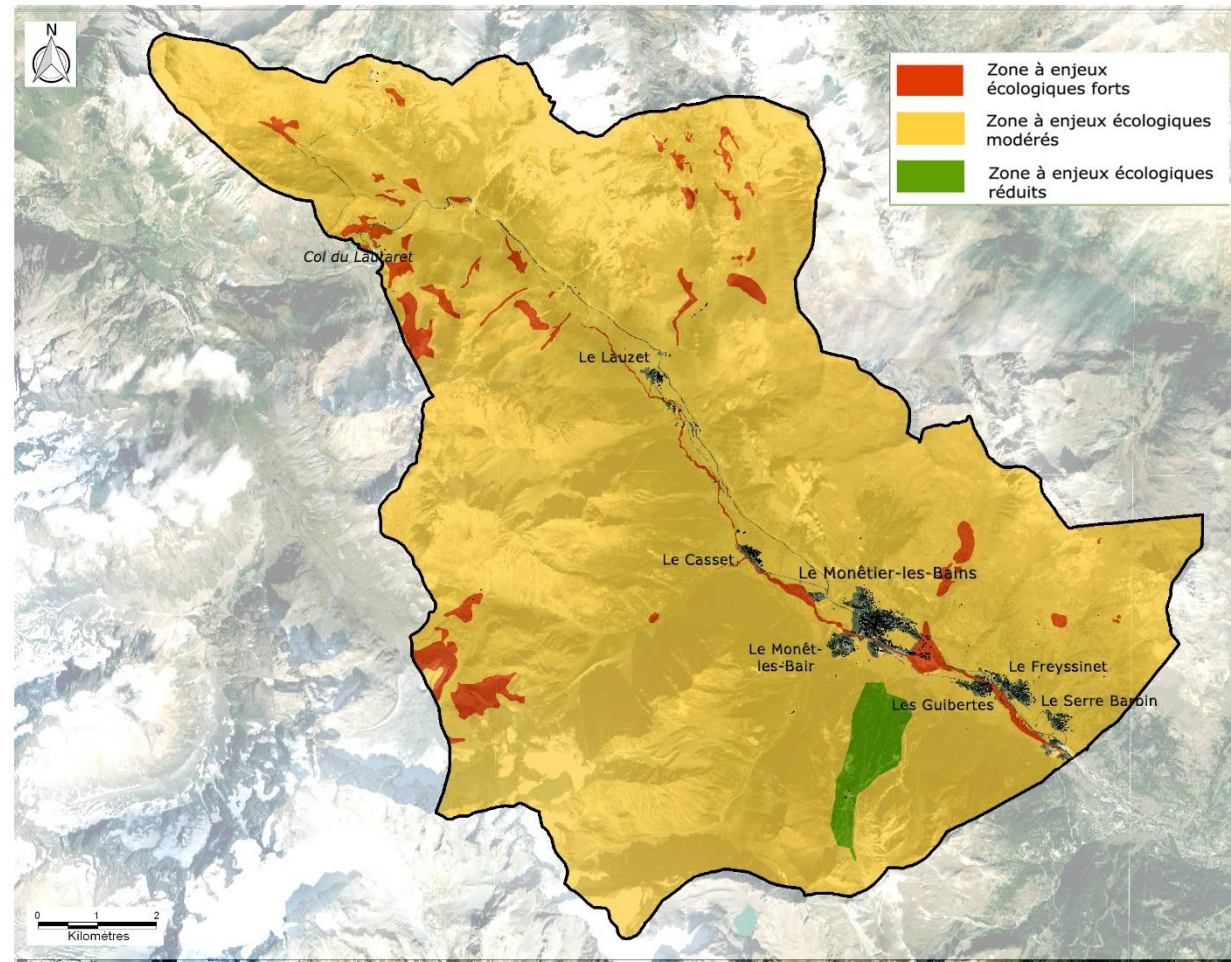 N
Zone à enjeux
écologiques forts
Zone à enjeux écologiques
modérés
Zone à enjeux écologiques
réduits
Col du Lautaret
Le Lauzet
Le Casset
Le Monêtier-les-Bains
Le Monêt-
les-Bair
Le Freyssinet
Les Guibertes
Le Serre Barbin
0 1 2
Kilomètres